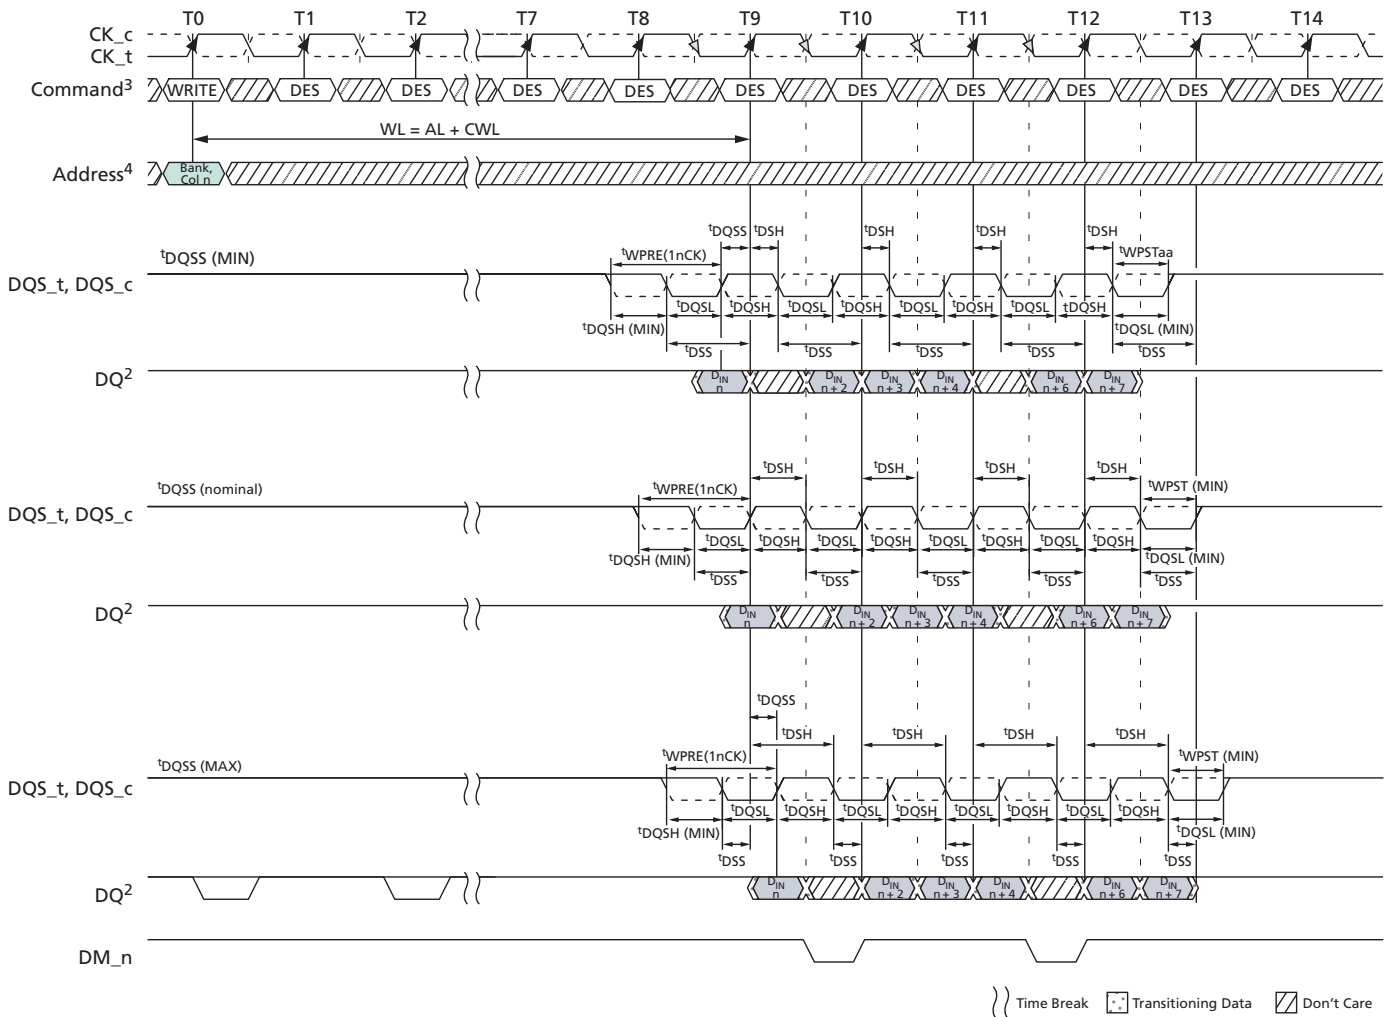 T0 T1 T2 T7 T8 T9 T10 T11 T12 T13 T14
CK_c
CK_t
Command3 WRITE DES DES DES DES DES DES DES DES DES DES
WL = AL + CWL
Address4 Bank, Col n
tDQSS tDSH tDSH tDSH tDSH
tDQSS (MIN) tWPRE(1nCK) tWPSTaa
DQS_t, DQS_c
tDQSL tDQSH tDQSL tDQSH tDQSL tDQSH tDQSL tDQSH
tDQSH (MIN) tDQSL (MIN)
tDSS tDSS tDSS tDSS tDSS
DQ2 DIN n DIN n + 2 DIN n + 3 DIN n + 4 DIN n + 6 DIN n + 7
tDSH tDSH tDSH tDSH
tDQSS (nominal) tWPRE(1nCK) tWPST (MIN)
DQS_t, DQS_c
tDQSL tDQSH tDQSL tDQSH tDQSL tDQSH tDQSL tDQSH
tDQSH (MIN) tDQSL (MIN)
tDSS tDSS tDSS tDSS tDSS
DQ2 DIN n DIN n + 2 DIN n + 3 DIN n + 4 DIN n + 6 DIN n + 7
tDQSS
tDSH tDSH tDSH tDSH
tDQSS (MAX) tWPRE(1nCK) tWPST (MIN)
DQS_t, DQS_c
tDQSL tDQSH tDQSL tDQSH tDQSL tDQSH tDQSL tDQSH
tDQSH (MIN) tDQSL (MIN)
tDSS tDSS tDSS tDSS tDSS
DQ2 DIN n DIN n + 2 DIN n + 3 DIN n + 4 DIN n + 6 DIN n + 7
DM_n
Time Break Transitioning Data Don't Care